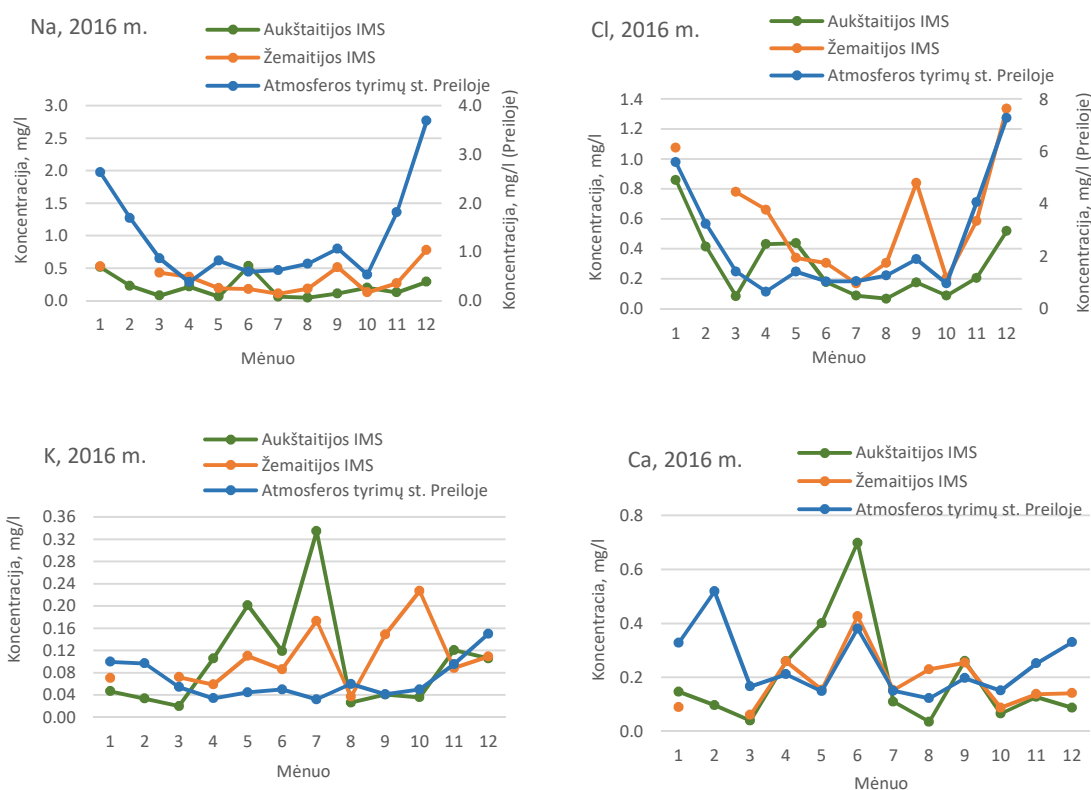 Na, 2016 m.
Aukštaitijos IMS
Žemaitijos IMS
Atmosferos tyrimų st. Preiloje
Koncentracija, mg/l
3.0
2.5
2.0
1.5
1.0
0.5
0.0
4.0
3.0
2.0
1.0
0.0
Koncentracija, mg/l (Preiloje)
1 2 3 4 5 6 7 8 9 10 11 12
Mėnuo
Cl, 2016 m.
Aukštaitijos IMS
Žemaitijos IMS
Atmosferos tyrimų st. Preiloje
Koncentracija, mg/l
1.4
1.2
1.0
0.8
0.6
0.4
0.2
0.0
8
6
4
2
0
Koncentracija, mg/l (Preiloje)
1 2 3 4 5 6 7 8 9 10 11 12
Mėnuo
K, 2016 m.
Aukštaitijos IMS
Žemaitijos IMS
Atmosferos tyrimų st. Preiloje
Koncentracija, mg/l
0.36
0.32
0.28
0.24
0.20
0.16
0.12
0.08
0.04
0.00
1 2 3 4 5 6 7 8 9 10 11 12
Mėnuo
Ca, 2016 m.
Aukštaitijos IMS
Žemaitijos IMS
Atmosferos tyrimų st. Preiloje
Koncentracia, mg/l
0.8
0.6
0.4
0.2
0.0
1 2 3 4 5 6 7 8 9 10 11 12
Mėnuo